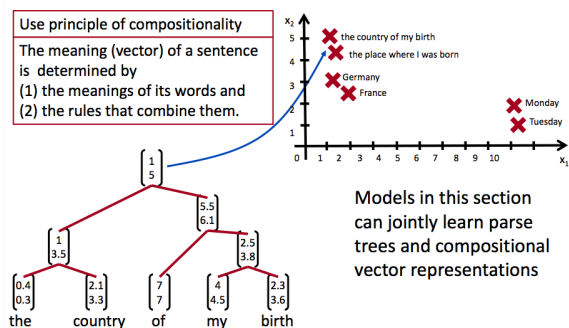 Use principle of compositionality
The meaning (vector) of a sentence
is determined by
(1) the meanings of its words and
(2) the rules that combine them.
x2
5
4
3
2
1
0 1 2 3 4 5 6 7 8 9 10
x1
the country of my birth
the place where I was born
Germany
France
Monday
Tuesday
1
5
5.5
6.1
1
3.5
2.5
3.8
0.4
0.3
2.1
3.3
7
7
4
4.5
2.3
3.6
the country of my birth
Models in this section
can jointly learn parse
trees and compositional
vector representations